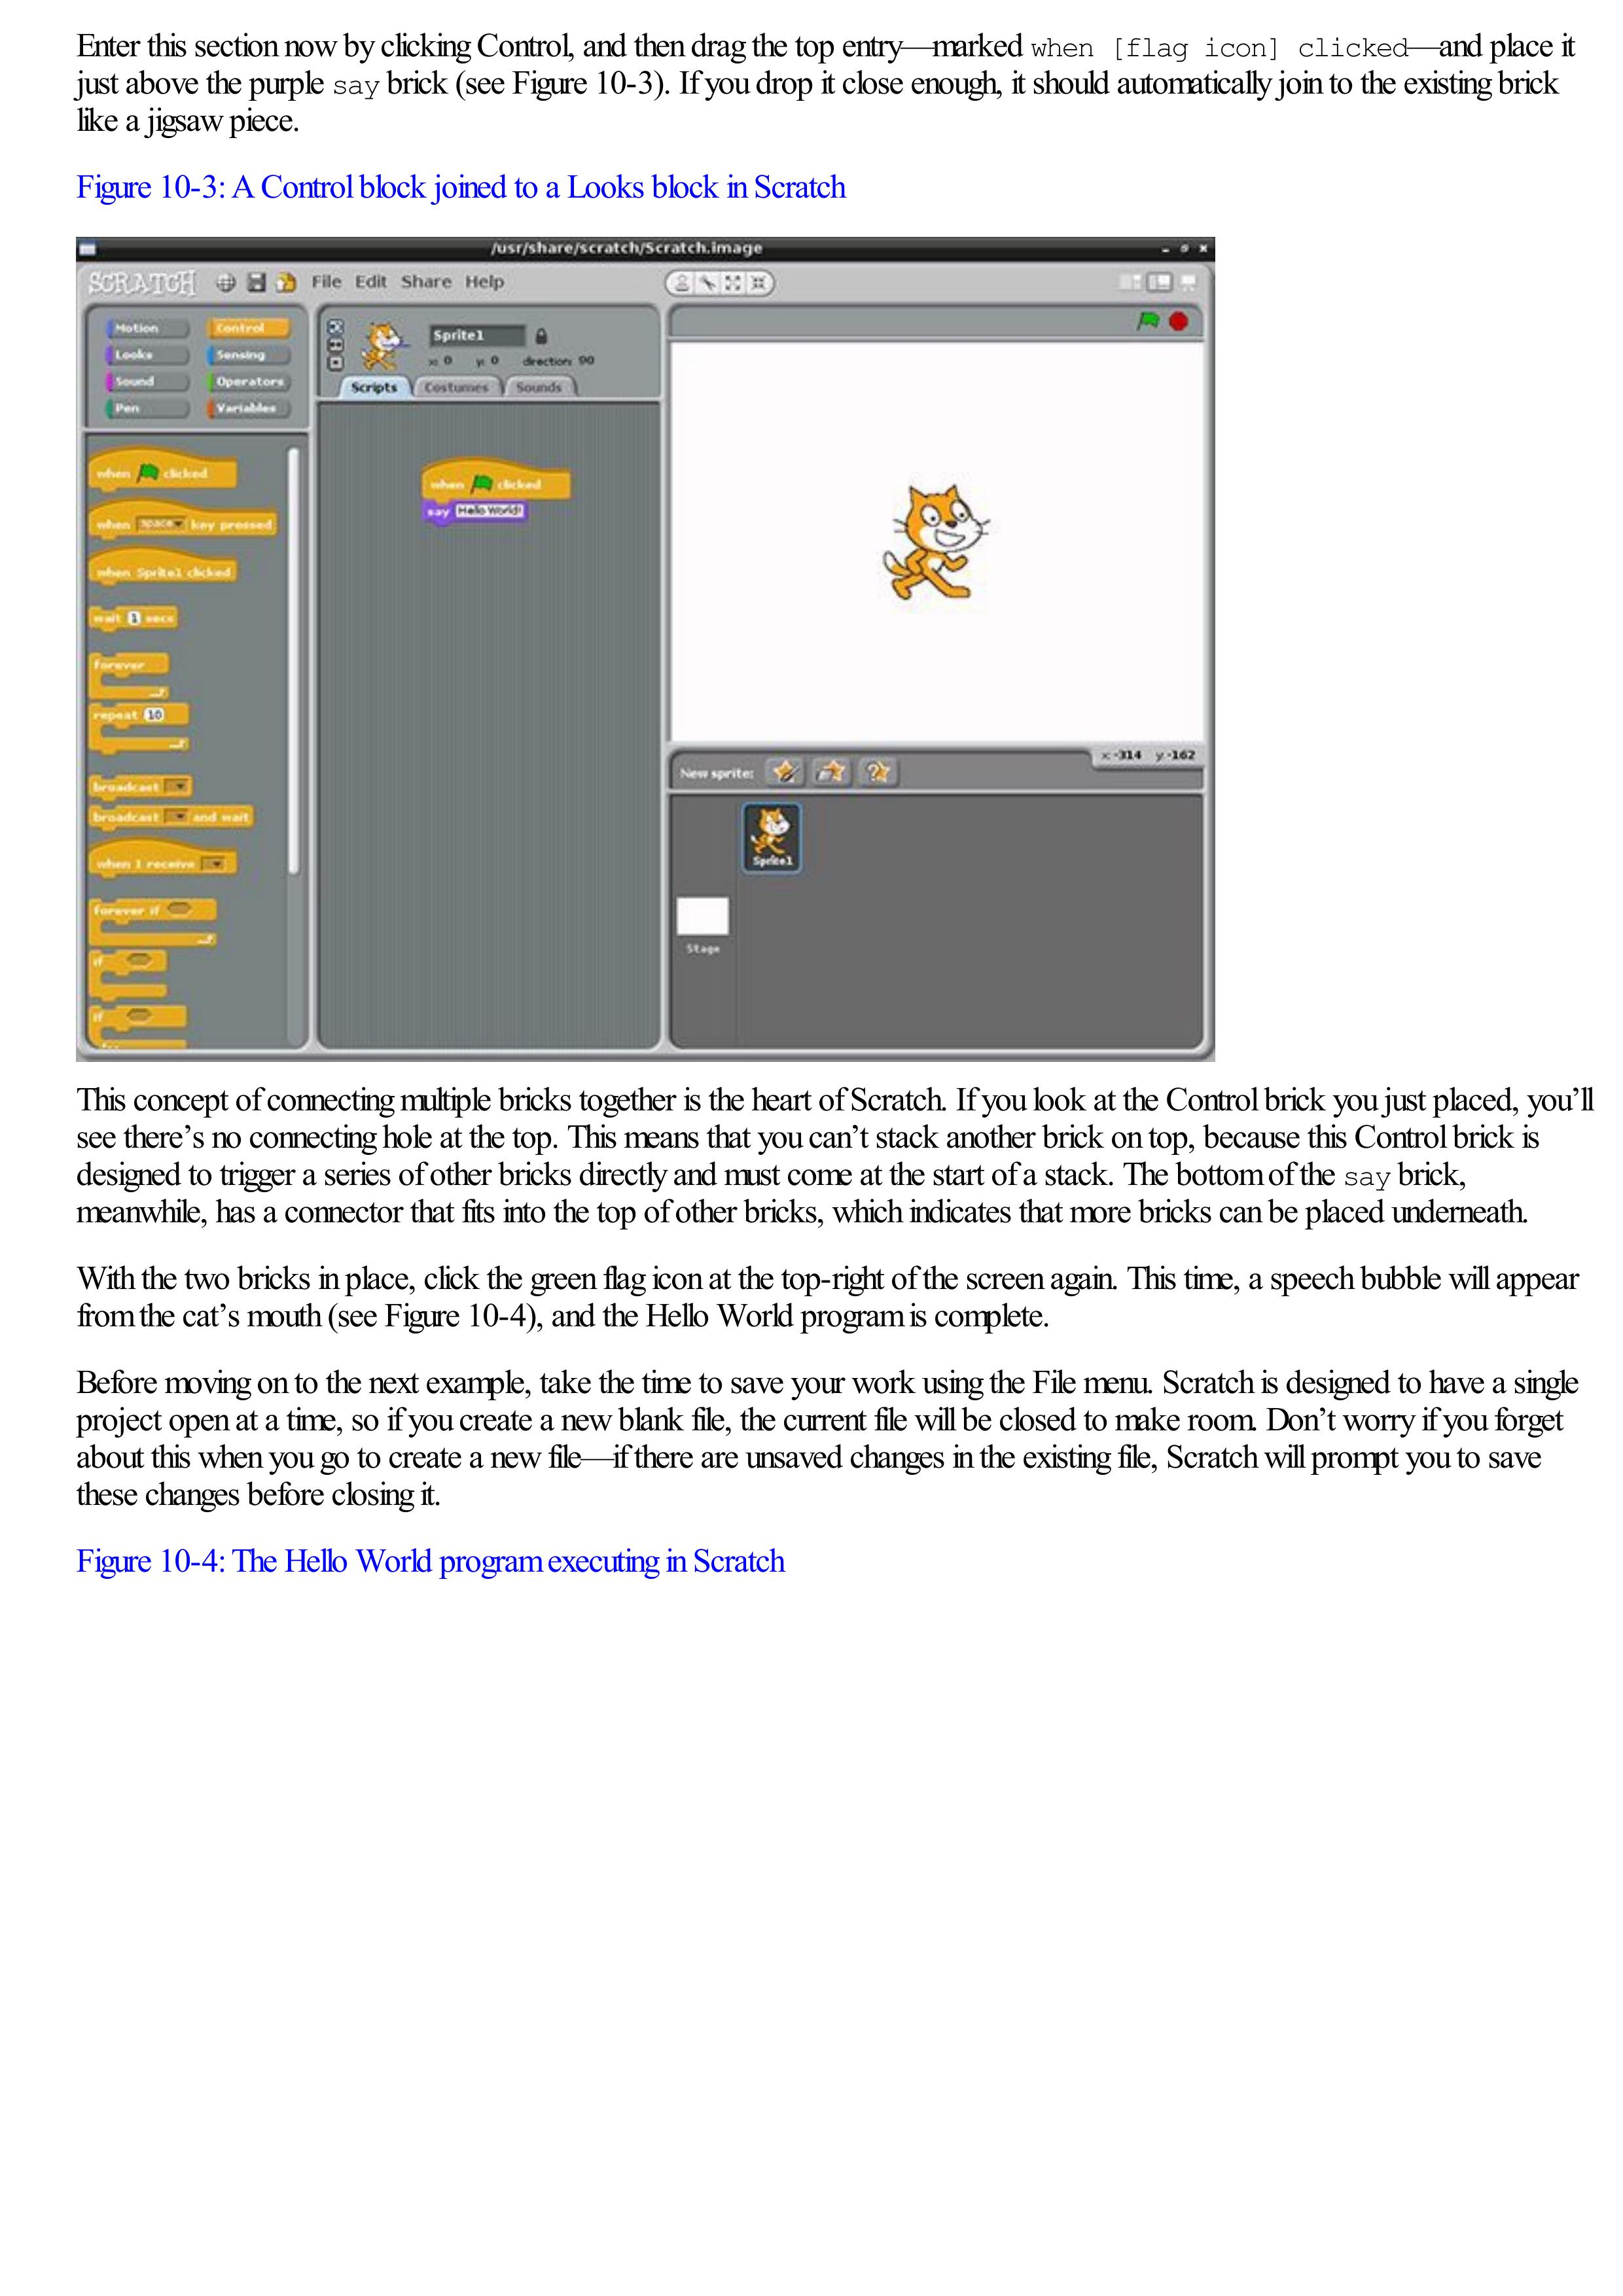 Enter this section now by clicking Control, and then drag the top entry—marked when [flag icon] clicked—and place it
just above the purple say brick (see Figure 10-3). If you drop it close enough, it should automatically join to the existing brick
like a jigsaw piece.
Figure 10-3: A Control block joined to a Looks block in Scratch
/usr/share/scratch/Scratch.image
SCRATCH File Edit Share Help
Motion Control
Looks Sensing
Sound Operators
Pen Variables
Sprite1
x: 0 y: 0 direction: 90
Scripts Costumes Sounds
when clicked
when space key pressed
when Sprite1 clicked
wait 1 secs
forever
repeat 10
broadcast
broadcast and wait
when I receive
forever if
if
if
when clicked
say Hello World!
x: -314 y: -162
New sprite:
Sprite1
Stage
This concept of connecting multiple bricks together is the heart of Scratch. If you look at the Control brick you just placed, you’ll
see there’s no connecting hole at the top. This means that you can’t stack another brick on top, because this Control brick is
designed to trigger a series of other bricks directly and must come at the start of a stack. The bottom of the say brick,
meanwhile, has a connector that fits into the top of other bricks, which indicates that more bricks can be placed underneath.
With the two bricks in place, click the green flag icon at the top-right of the screen again. This time, a speech bubble will appear
from the cat’s mouth (see Figure 10-4), and the Hello World program is complete.
Before moving on to the next example, take the time to save your work using the File menu. Scratch is designed to have a single
project open at a time, so if you create a new blank file, the current file will be closed to make room. Don’t worry if you forget
about this when you go to create a new file—if there are unsaved changes in the existing file, Scratch will prompt you to save
these changes before closing it.
Figure 10-4: The Hello World program executing in Scratch